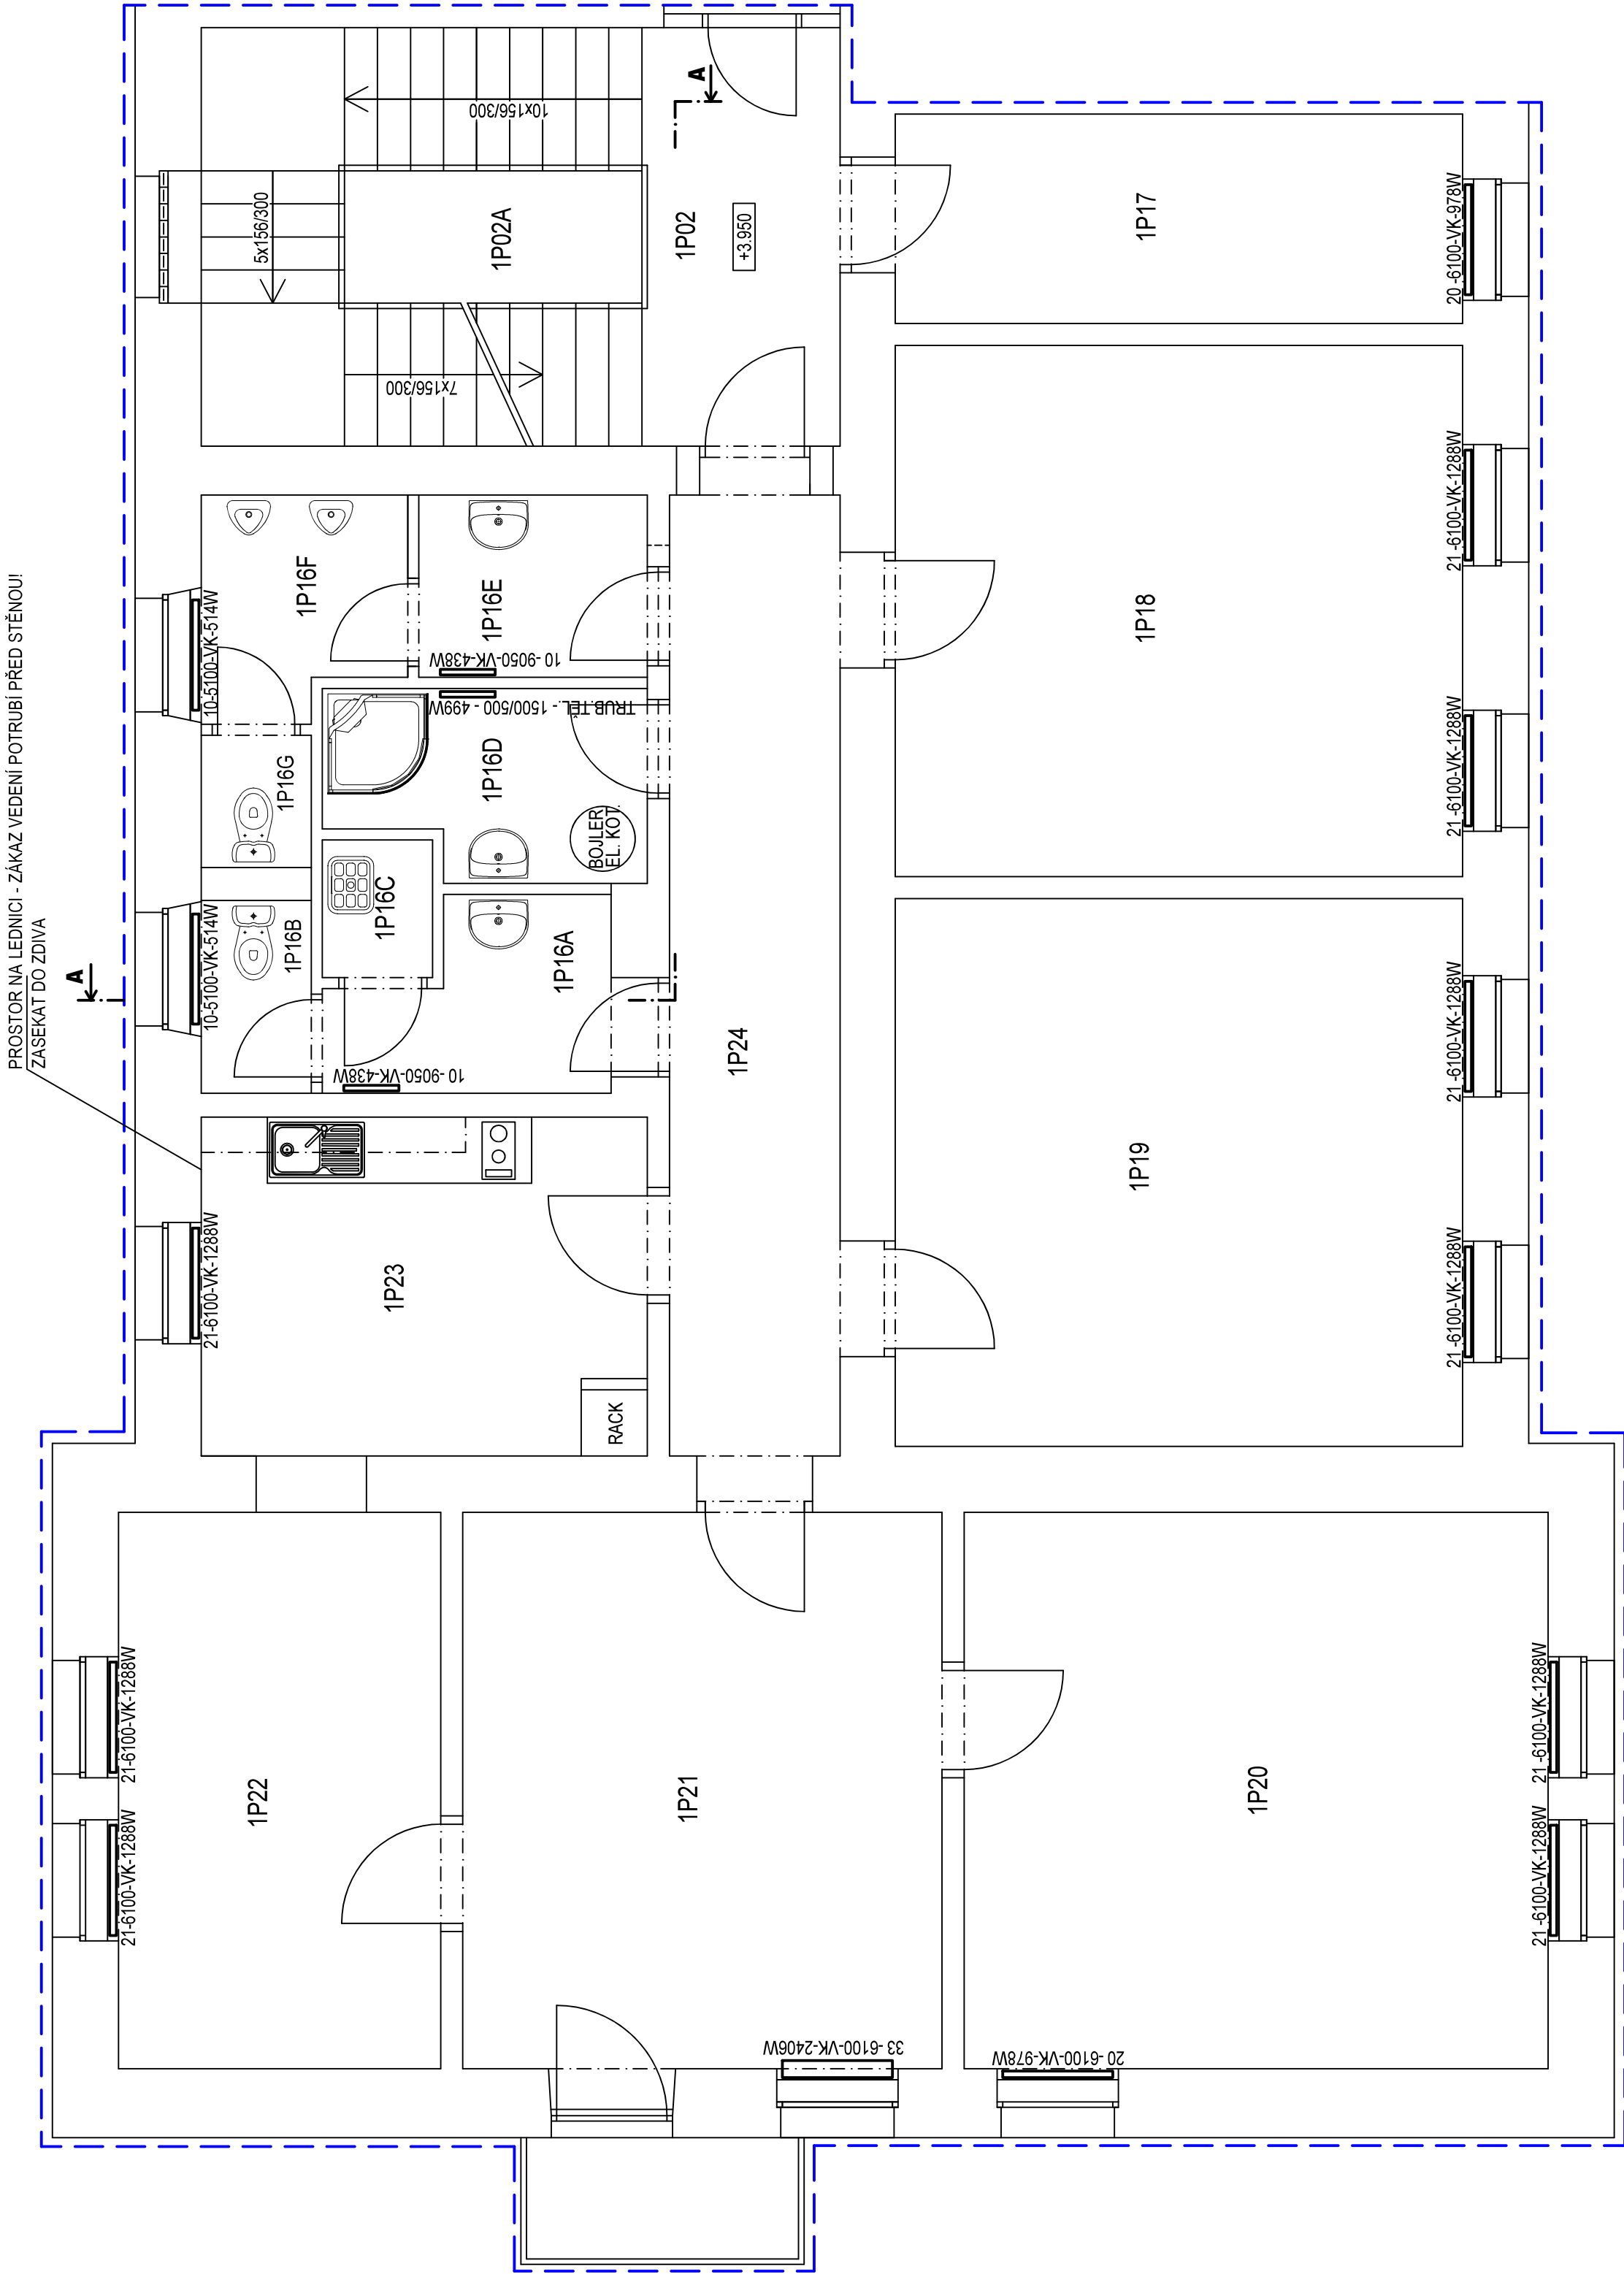 PROSTOR NA LEDNICI - ZÁKAZ VEDENÍ POTRUBÍ PŘED STĚNOU!
ZASEKAT DO ZDIVA
A
A
21-6100-VK-1288W
21-6100-VK-1288W
21-6100-VK-1288W
10-5100-VK-514W
10-5100-VK-514W
5x156/300
10x156/300
7x156/300
1P02A
1P02
+3.950
1P22
1P23
RACK
1P16B
1P16G
1P16F
1P16C
1P16A
10 -9050-VK-438W
1P16D
BOJLER
EL. KOT.
TRUB.TĚL. - 1500/500 - 499W
1P16E
10 -9050-VK-438W
1P24
1P21
33 -6100-VK-2406W
1P20
20 -6100-VK-978W
1P19
1P18
1P17
21 -6100-VK-1288W
21 -6100-VK-1288W
21 -6100-VK-1288W
21 -6100-VK-1288W
21 -6100-VK-1288W
21 -6100-VK-1288W
20 -6100-VK-978W